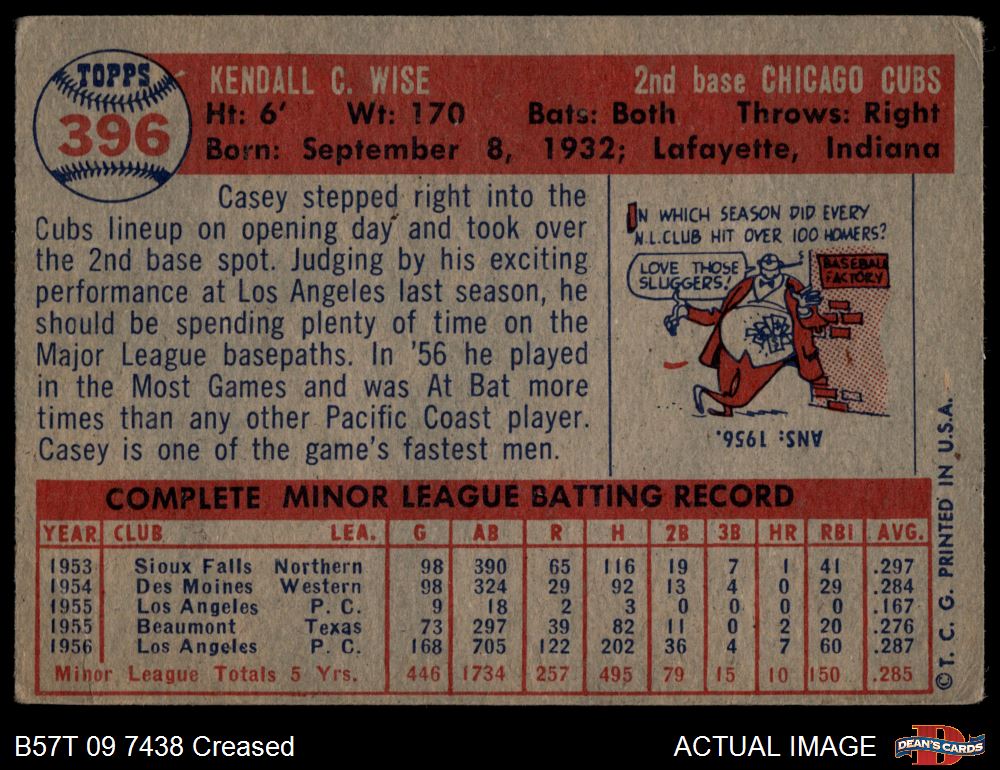 TOPPS
396
KENDALL C. WISE 2nd base CHICAGO CUBS
Ht: 6' Wt: 170 Bats: Both Throws: Right
Born: September 8, 1932; Lafayette, Indiana
Casey stepped right into the
Cubs lineup on opening day and took over
the 2nd base spot. Judging by his exciting
performance at Los Angeles last season, he
should be spending plenty of time on the
Major League basepaths. In '56 he played
in the Most Games and was At Bat more
times than any other Pacific Coast player.
Casey is one of the game's fastest men.
IN WHICH SEASON DID EVERY
N.L. CLUB HIT OVER 100 HOMERS?
LOVE THOSE
SLUGGERS!
BASEBALL
FACTORY
ANS: 1956.
COMPLETE MINOR LEAGUE BATTING RECORD
YEAR CLUB LEA. G AB R H 2B 3B HR RBI AVG.
1953 Sioux Falls Northern 98 390 65 116 19 7 1 41 .297
1954 Des Moines Western 98 324 29 92 13 4 0 29 .284
1955 Los Angeles P. C. 9 18 2 3 0 0 0 0 .167
1955 Beaumont Texas 73 297 39 82 11 0 2 20 .276
1956 Los Angeles P. C. 168 705 122 202 36 4 7 60 .287
Minor League Totals 5 Yrs. 446 1734 257 495 79 15 10 150 .285
©T. C. G. PRINTED IN U.S.A.
B57T 09 7438 Creased
ACTUAL IMAGE
D
DEAN'S CARDS